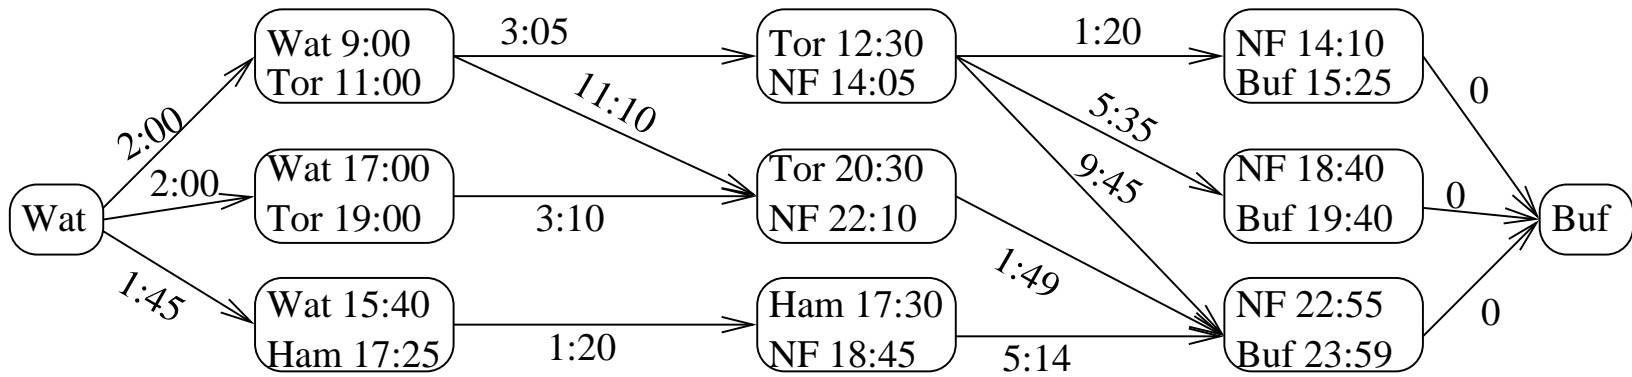 Wat
2:00
2:00
1:45
Wat 9:00
Tor 11:00
Wat 17:00
Tor 19:00
Wat 15:40
Ham 17:25
3:05
11:10
3:10
1:20
Tor 12:30
NF 14:05
Tor 20:30
NF 22:10
Ham 17:30
NF 18:45
1:20
5:35
9:45
1:49
5:14
NF 14:10
Buf 15:25
NF 18:40
Buf 19:40
NF 22:55
Buf 23:59
0
0
0
Buf